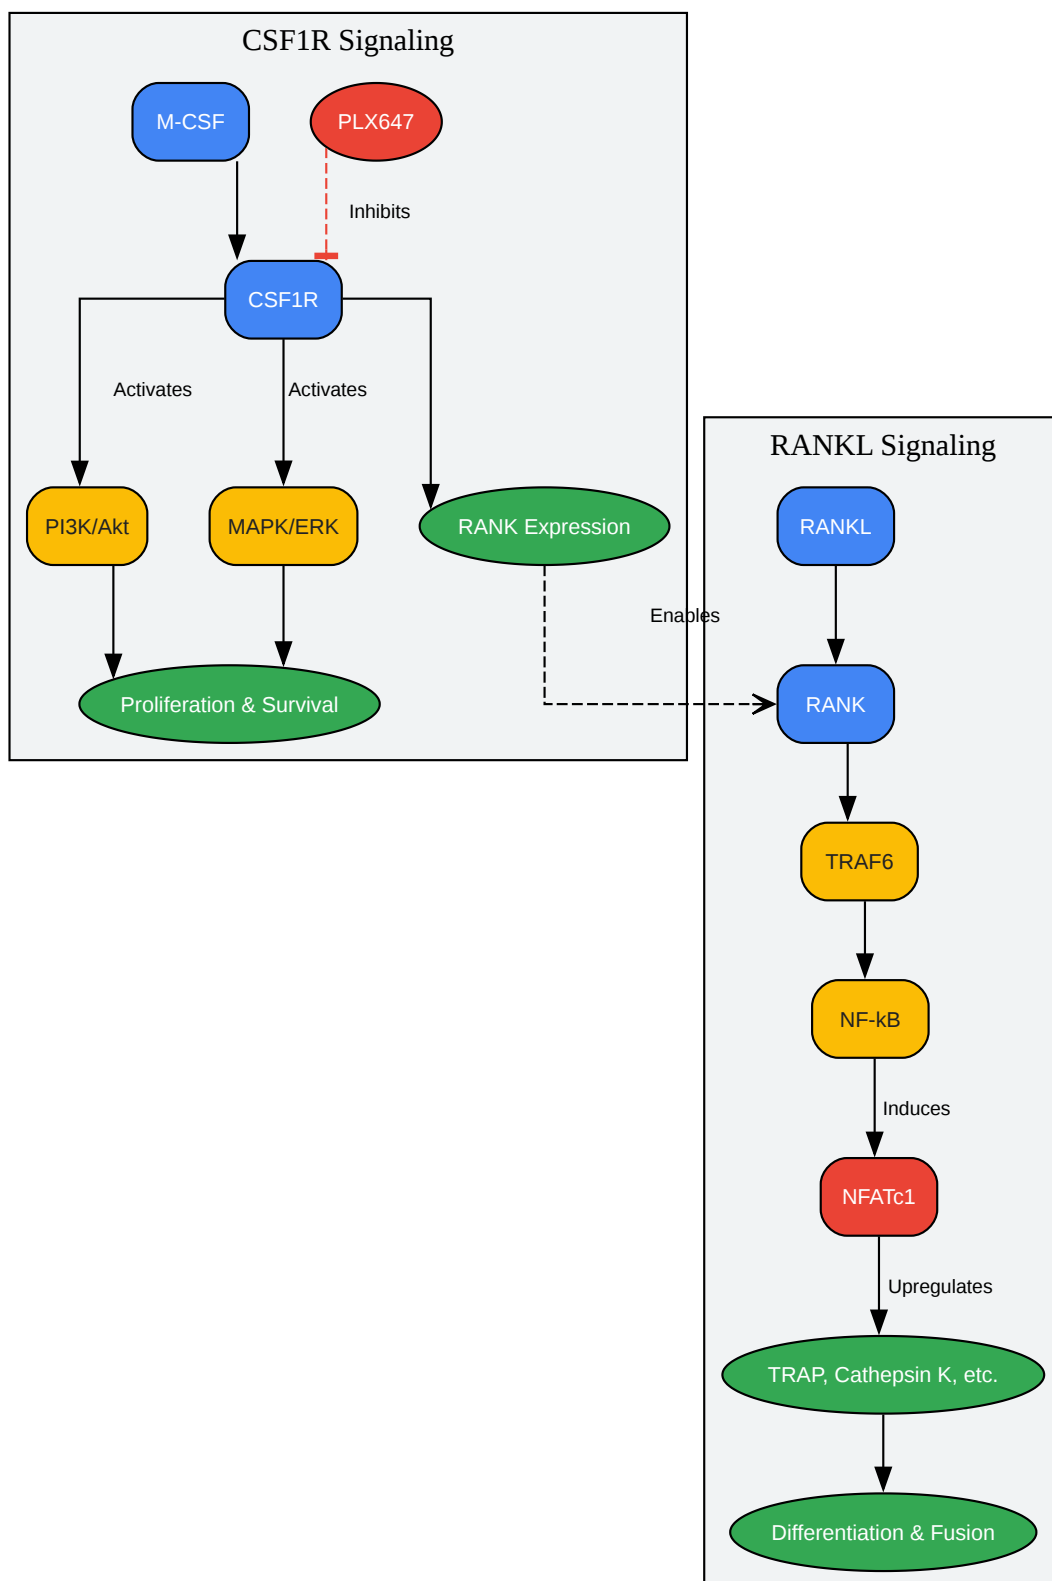 CSF1R Signaling
M-CSF
PLX647
Inhibits
CSF1R
Activates
Activates
PI3K/Akt
MAPK/ERK
RANK Expression
Proliferation & Survival
Enables
RANKL Signaling
RANKL
RANK
TRAF6
NF-kB
Induces
NFATc1
Upregulates
TRAP, Cathepsin K, etc.
Differentiation & Fusion